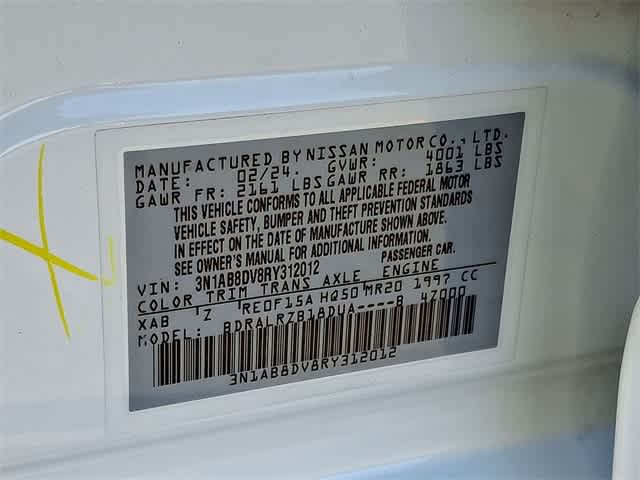 MANUFACTURED BY NISSAN MOTOR CO., LTD.
DATE: 02/24. GVWR: 4001 LBS
GAWR FR: 2161 LBS GAWR RR: 1863 LBS
THIS VEHICLE CONFORMS TO ALL APPLICABLE FEDERAL MOTOR
VEHICLE SAFETY, BUMPER AND THEFT PREVENTION STANDARDS
IN EFFECT ON THE DATE OF MANUFACTURE SHOWN ABOVE.
SEE OWNER'S MANUAL FOR ADDITIONAL INFORMATION.
VIN: 3N1AB8DV8RY312012 PASSENGER CAR.
COLOR TRIM TRANS AXLE ENGINE
XAB Z RE0F15A HQ50 MR20 1997 CC
MODEL: BDRALRZB18DUA----B 4Z000
3N1AB8DV8RY312012